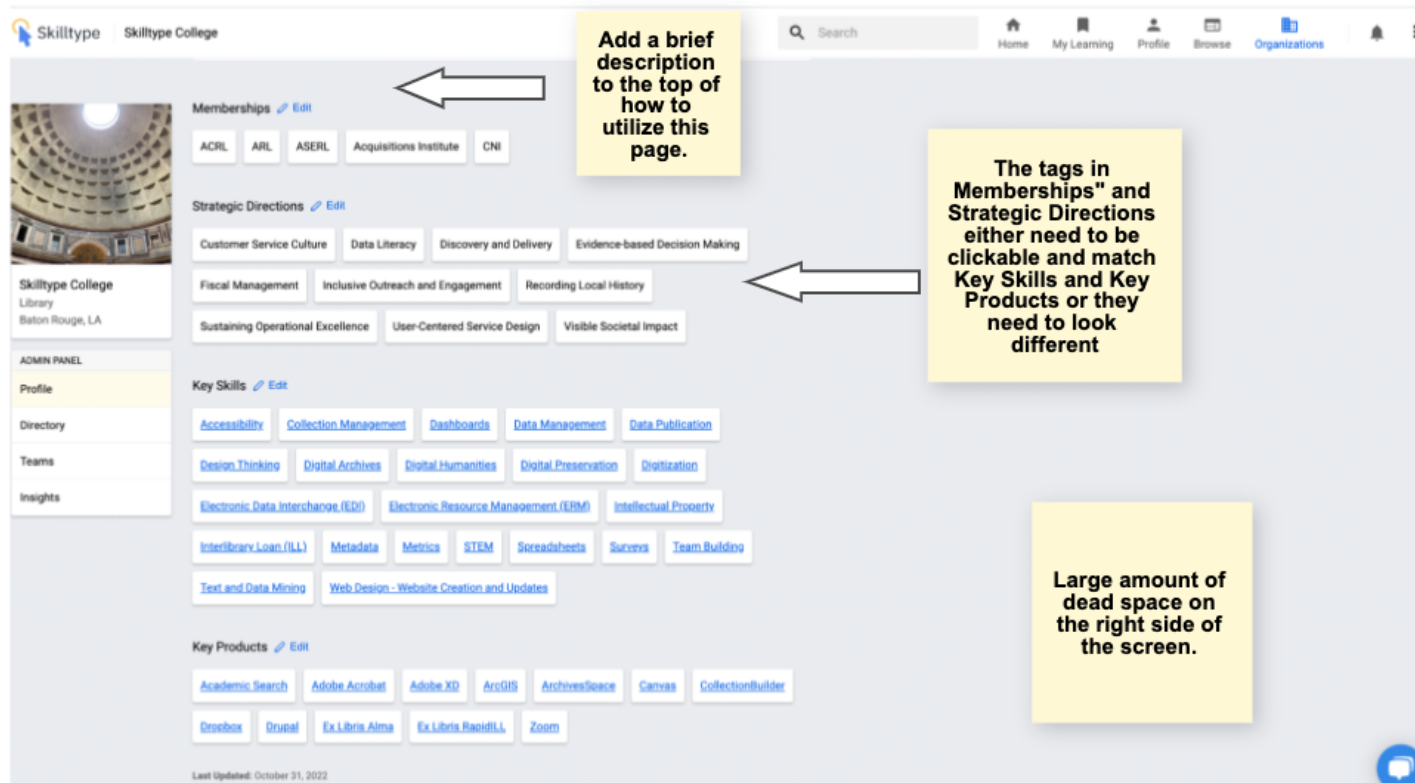 Skilltype Skilltype College
Search
Home My Learning Profile Browse Organizations
Add a brief
description
to the top of
how to
utilize this
page.
Memberships Edit
ACRL ARL ASERL Acquisitions Institute CNI
The tags in
Memberships" and
Strategic Directions
either need to be
clickable and match
Key Skills and Key
Products or they
need to look
different
Strategic Directions Edit
Customer Service Culture Data Literacy Discovery and Delivery Evidence-based Decision Making
Fiscal Management Inclusive Outreach and Engagement Recording Local History
Sustaining Operational Excellence User-Centered Service Design Visible Societal Impact
Skilltype College
Library
Baton Rouge, LA
ADMIN PANEL
Profile
Directory
Teams
Insights
Key Skills Edit
Accessibility Collection Management Dashboards Data Management Data Publication
Design Thinking Digital Archives Digital Humanities Digital Preservation Digitization
Electronic Data Interchange (EDI) Electronic Resource Management (ERM) Intellectual Property
Interlibrary Loan (ILL) Metadata Metrics STEM Spreadsheets Surveys Team Building
Text and Data Mining Web Design - Website Creation and Updates
Large amount of
dead space on
the right side of
the screen.
Key Products Edit
Academic Search Adobe Acrobat Adobe XD ArcGIS ArchivesSpace Canvas CollectionBuilder
Dropbox Drupal Ex Libris Alma Ex Libris RapidILL Zoom
Last Updated: October 31, 2022